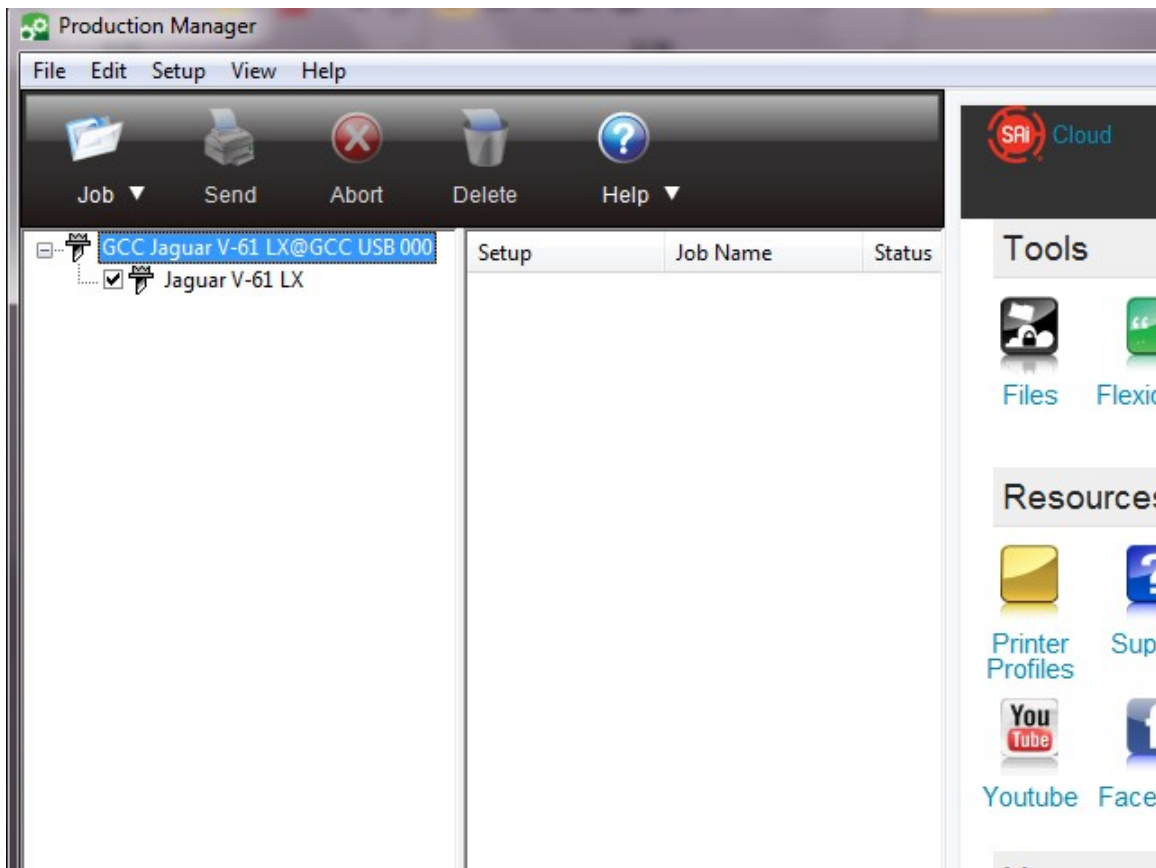 Production Manager
File Edit Setup View Help
Job Send Abort Delete Help
SAi Cloud
GCC Jaguar V-61 LX@GCC USB 000
Jaguar V-61 LX
Setup Job Name Status
Tools
Files
Resources
Printer
Profiles
You
Tube
Youtube